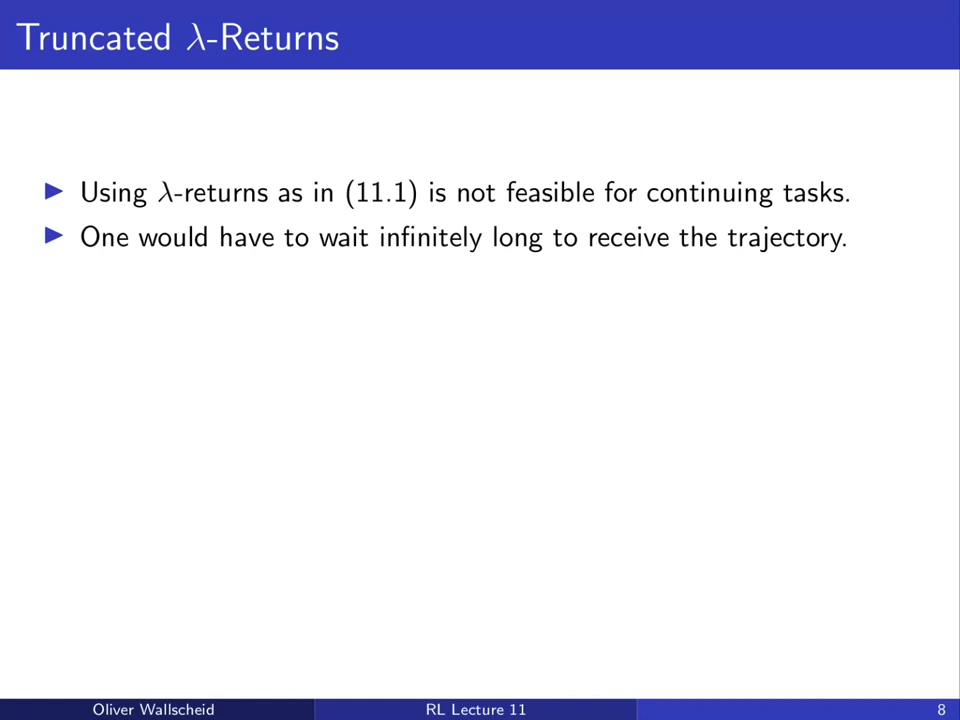 Truncated λ-Returns
Using λ-returns as in (11.1) is not feasible for continuing tasks.
One would have to wait infinitely long to receive the trajectory.
Oliver Wallscheid
RL Lecture 11
8